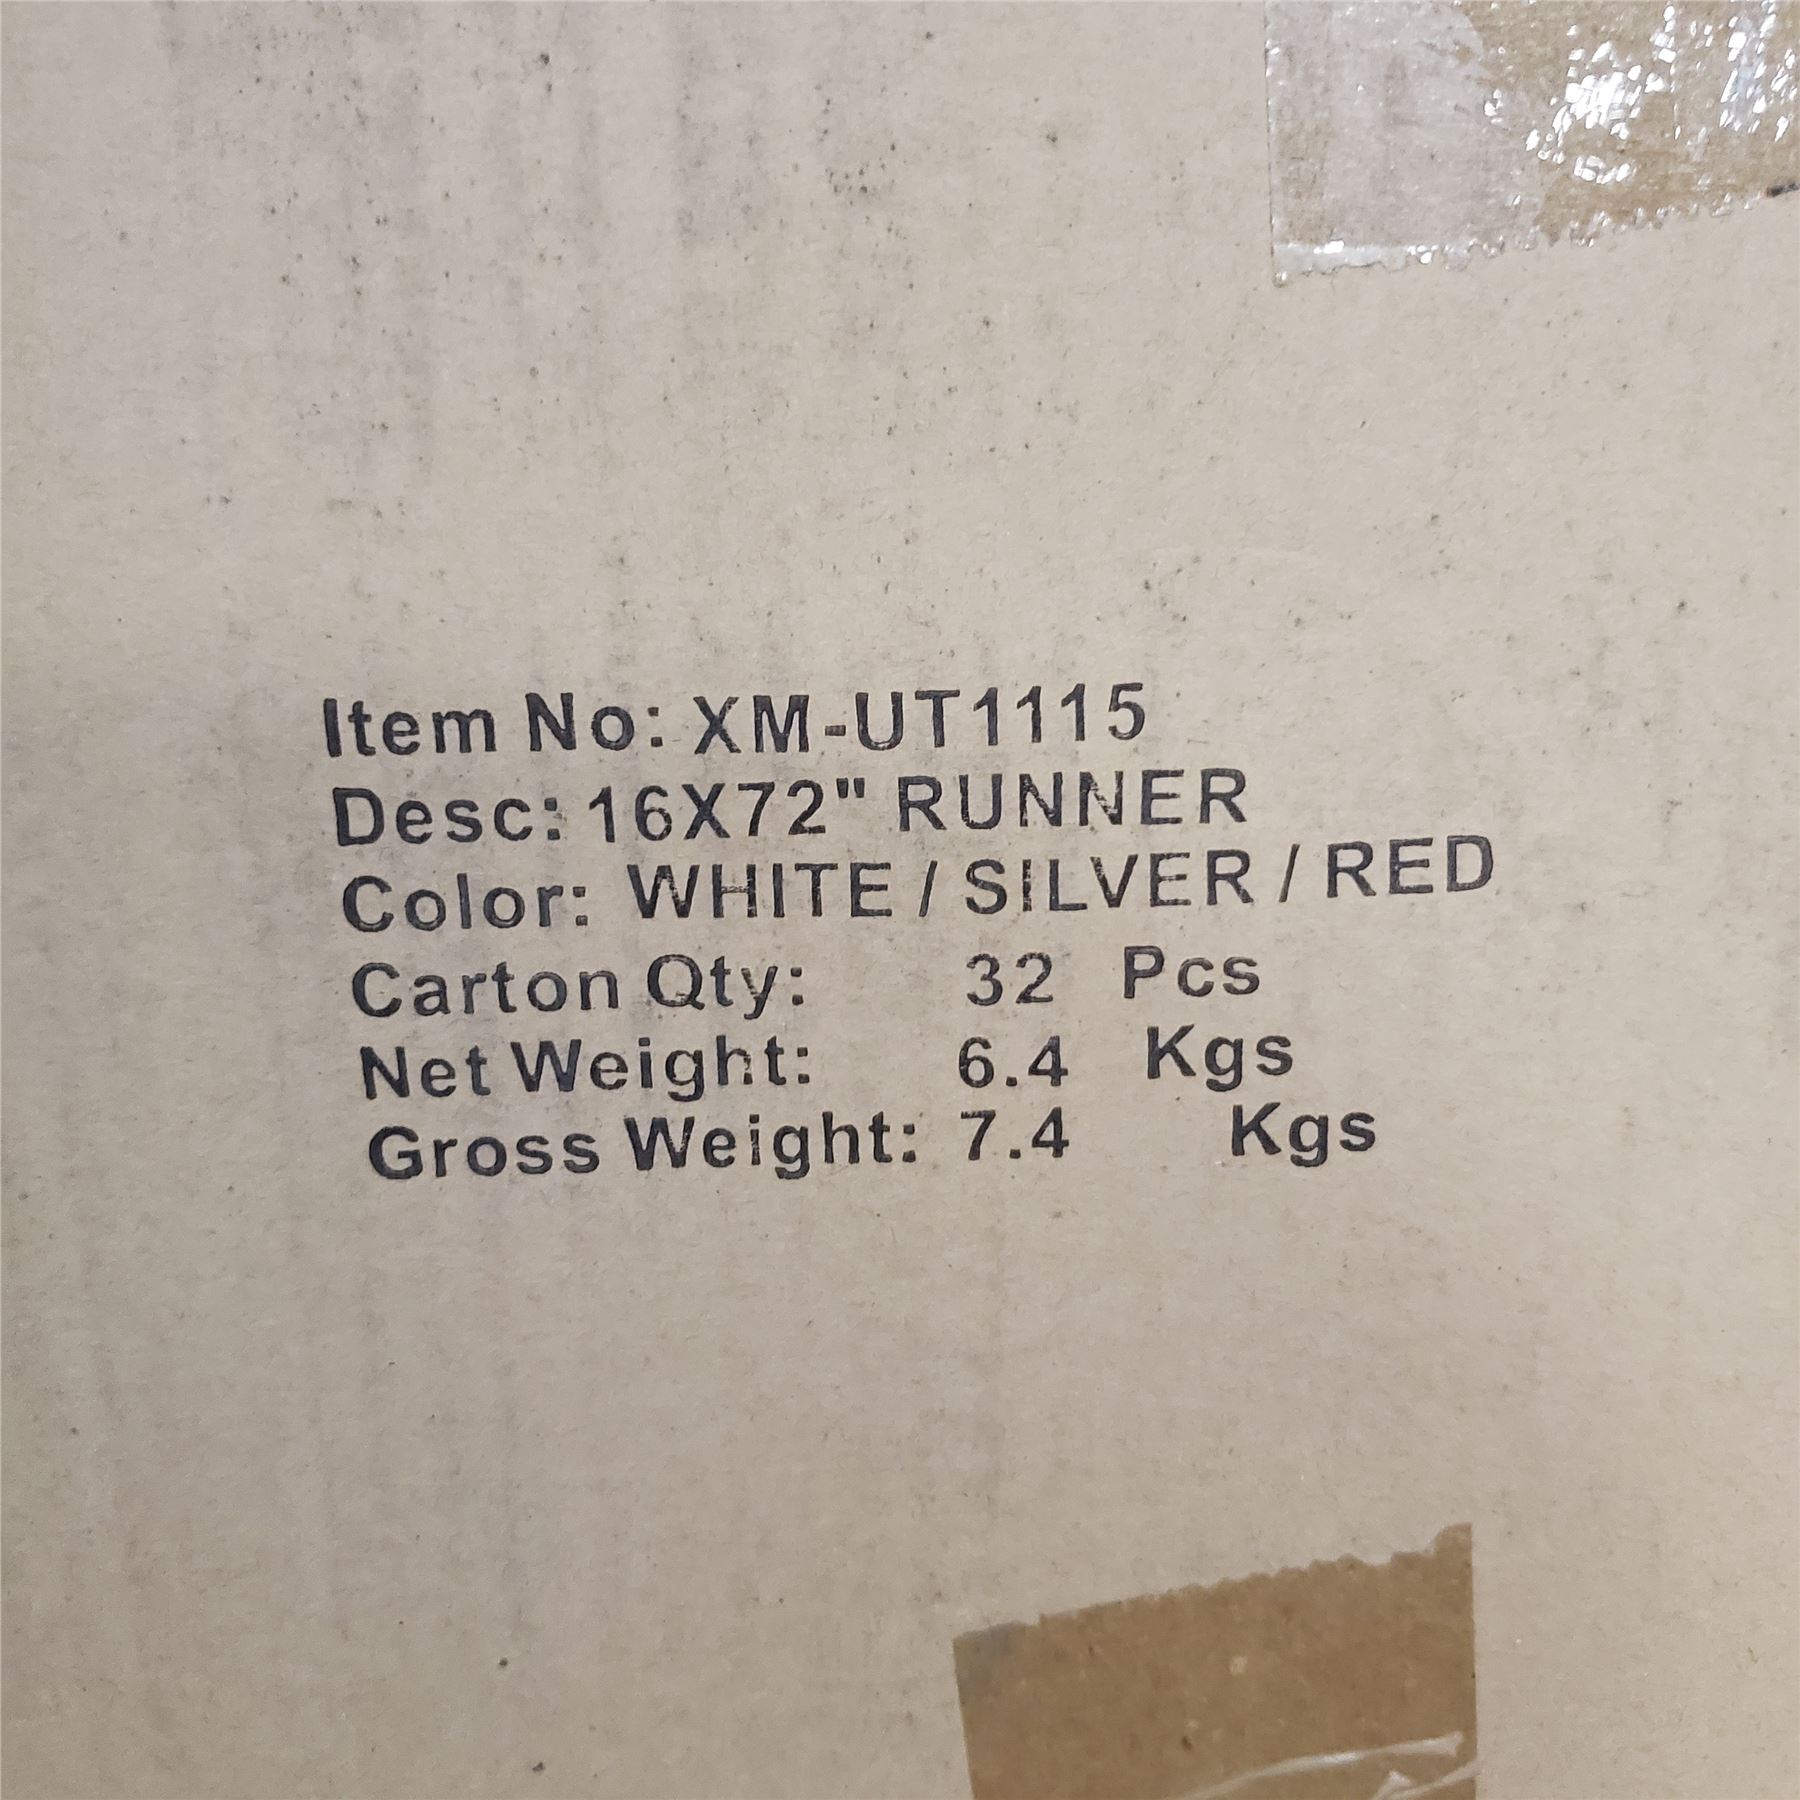 Item No: XM-UT1115
Desc: 16X72" RUNNER
Color: WHITE / SILVER / RED
Carton Qty: 32 Pcs
Net Weight: 6.4 Kgs
Gross Weight: 7.4 Kgs